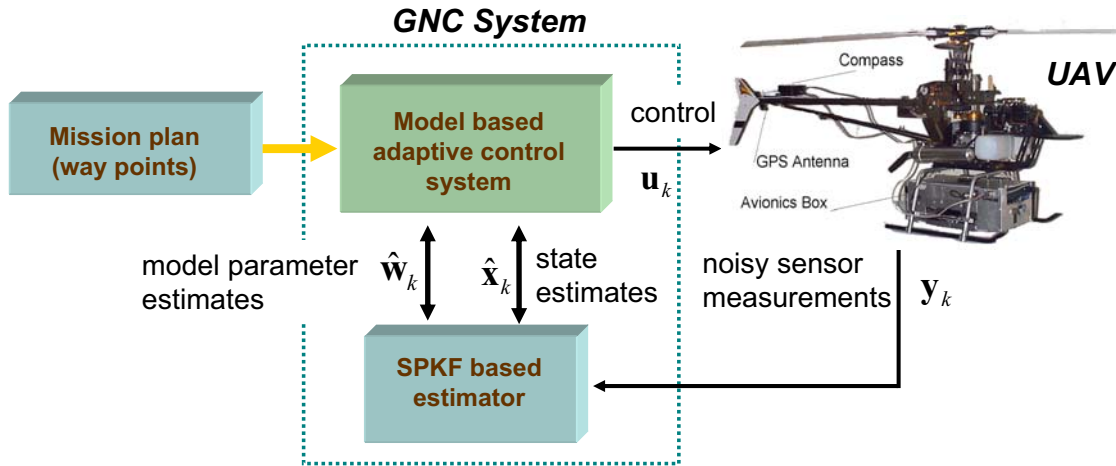 GNC System
UAV
Compass
GPS Antenna
Avionics Box
Mission plan
(way points)
Model based
adaptive control
system
control
u_k
model parameter
estimates
ŵ_k
x̂_k
state
estimates
noisy sensor
measurements
y_k
SPKF based
estimator